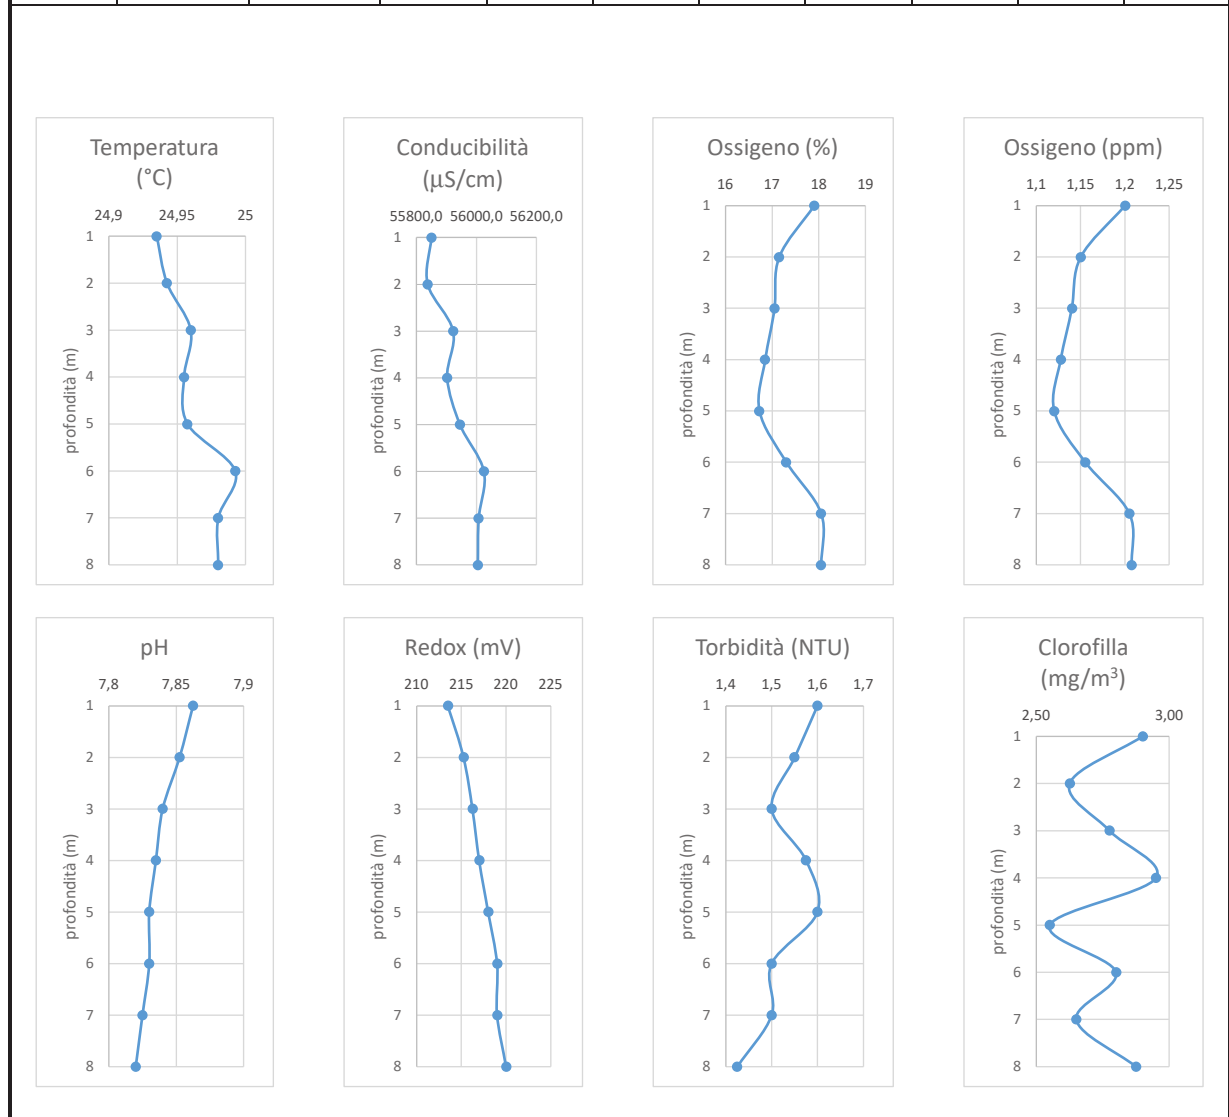 Temperatura
(°C)
24,9 24,95 25
1
2
3
4
5
6
7
8
profondità (m)
Conducibilità
(µS/cm)
55800,0 56000,0 56200,0
1
2
3
4
5
6
7
8
profondità (m)
Ossigeno (%)
16 17 18 19
1
2
3
4
5
6
7
8
profondità (m)
Ossigeno (ppm)
1,1 1,15 1,2 1,25
1
2
3
4
5
6
7
8
profondità (m)
pH
7,8 7,85 7,9
1
2
3
4
5
6
7
8
profondità (m)
Redox (mV)
210 215 220 225
1
2
3
4
5
6
7
8
profondità (m)
Torbidità (NTU)
1,4 1,5 1,6 1,7
1
2
3
4
5
6
7
8
profondità (m)
Clorofilla
(mg/m³)
2,50 3,00
1
2
3
4
5
6
7
8
profondità (m)